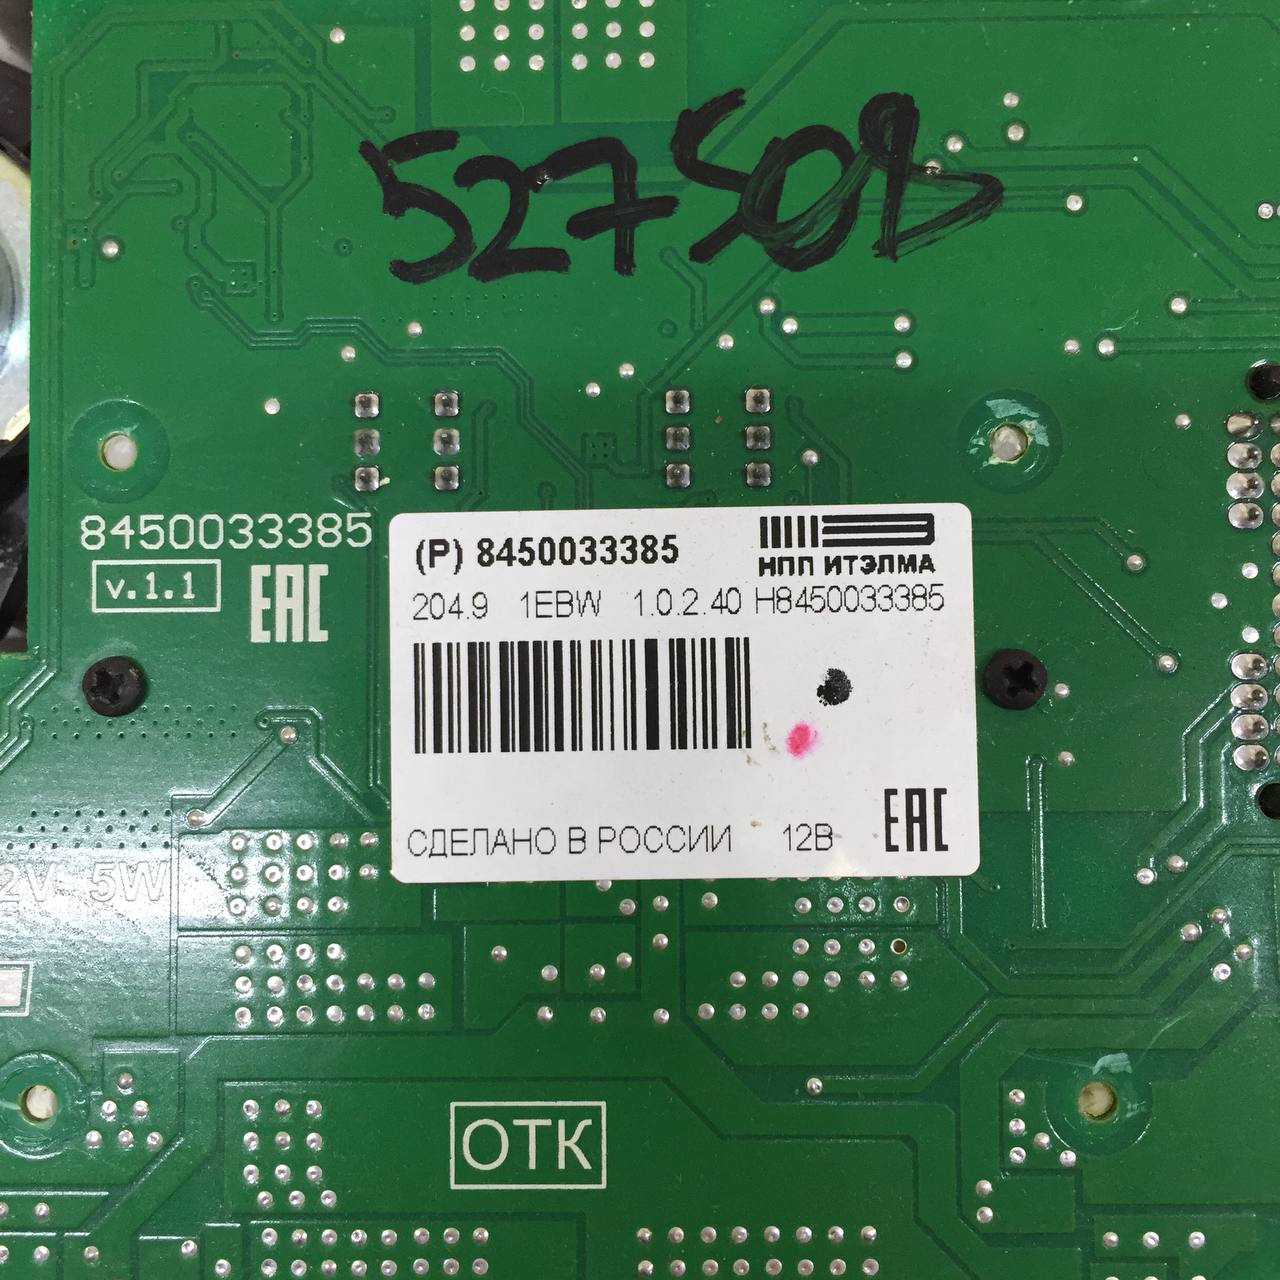 8450033385
v.1.1
EAC
(P) 8450033385
НПП ИТЭЛМА
204.9 1EBW 1.0.2.40 H8450033385
СДЕЛАНО В РОССИИ 12В
EAC
2V 5W
ОТК